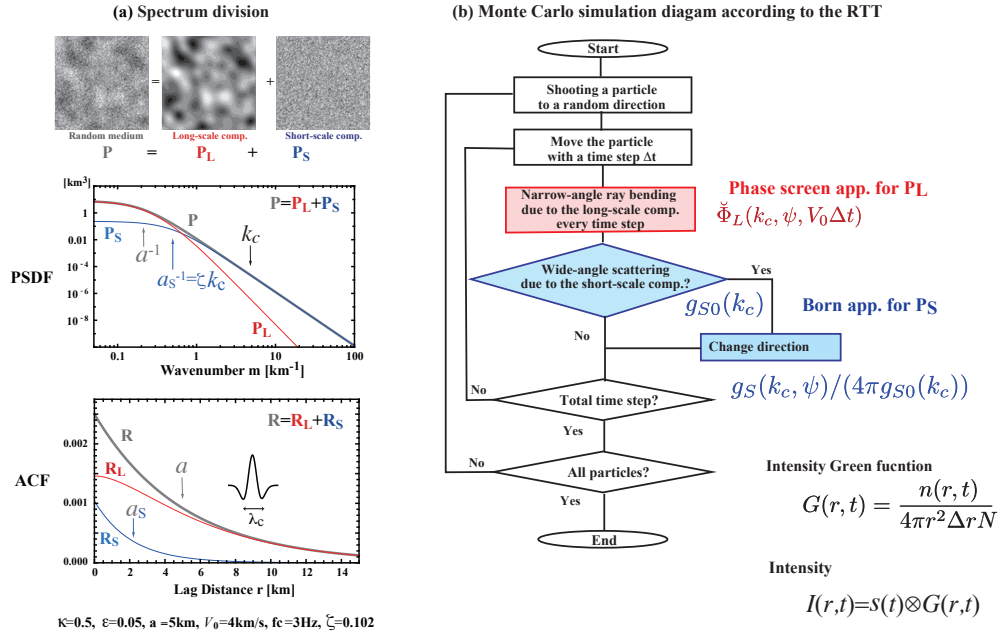 (a) Spectrum division
=
+
Random medium
Long-scale comp.
Short-scale comp.
P = P_L + P_S
[km³]
P=P_L+P_S
1
0.01
10⁻⁴
10⁻⁶
10⁻⁸
PSDF
P_S
P
a⁻¹
a_S⁻¹=ζk_c
k_c
P_L
0.1
1
10
100
Wavenumber m [km⁻¹]
R=R_L+R_S
0.002
0.001
0.000
ACF
R
R_L
a
a_S
R_S
λ_c
0 2 4 6 8 10 12 14
Lag Distance r [km]
κ=0.5, ε=0.05, a =5km, V₀=4km/s, fc=3Hz, ζ=0.102
(b) Monte Carlo simulation diagam according to the RTT
Start
Shooting a particle
to a random direction
Move the particle
with a time step Δt
Narrow-angle ray bending
due to the long-scale comp.
every time step
Phase screen app. for P_L
Φ̆_L(k_c, ψ, V₀Δt)
Wide-angle scattering
due to the short-scale comp.?
Yes
g_S0(k_c)
Born app. for P_S
No
Change direction
g_S(k_c, ψ)/(4πg_S0(k_c))
No
Total time step?
Yes
No
All particles?
Yes
End
Intensity Green fucntion
G(r, t) = n(r, t) / 4πr²ΔrN
Intensity
I(r,t)=s(t)⊗G(r,t)